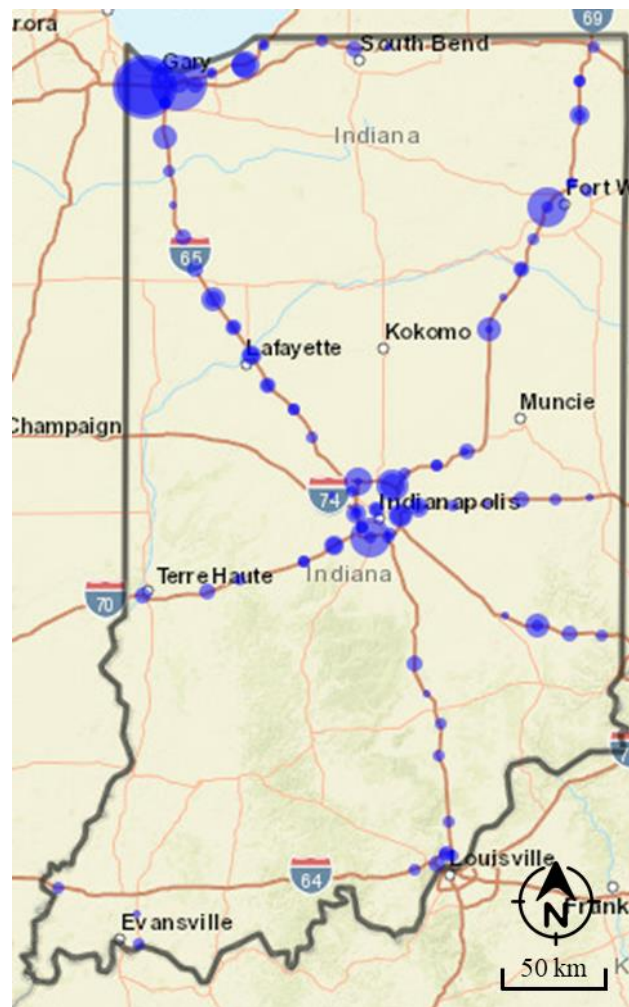 rora
69
South Bend
Gary
Indiana
Fort W
65
Kokomo
Lafayette
Muncie
Champaign
74
Indianapolis
Terre Haute
Indiana
70
7
Louisville
64
Frank
N
Evansville
50 km
K